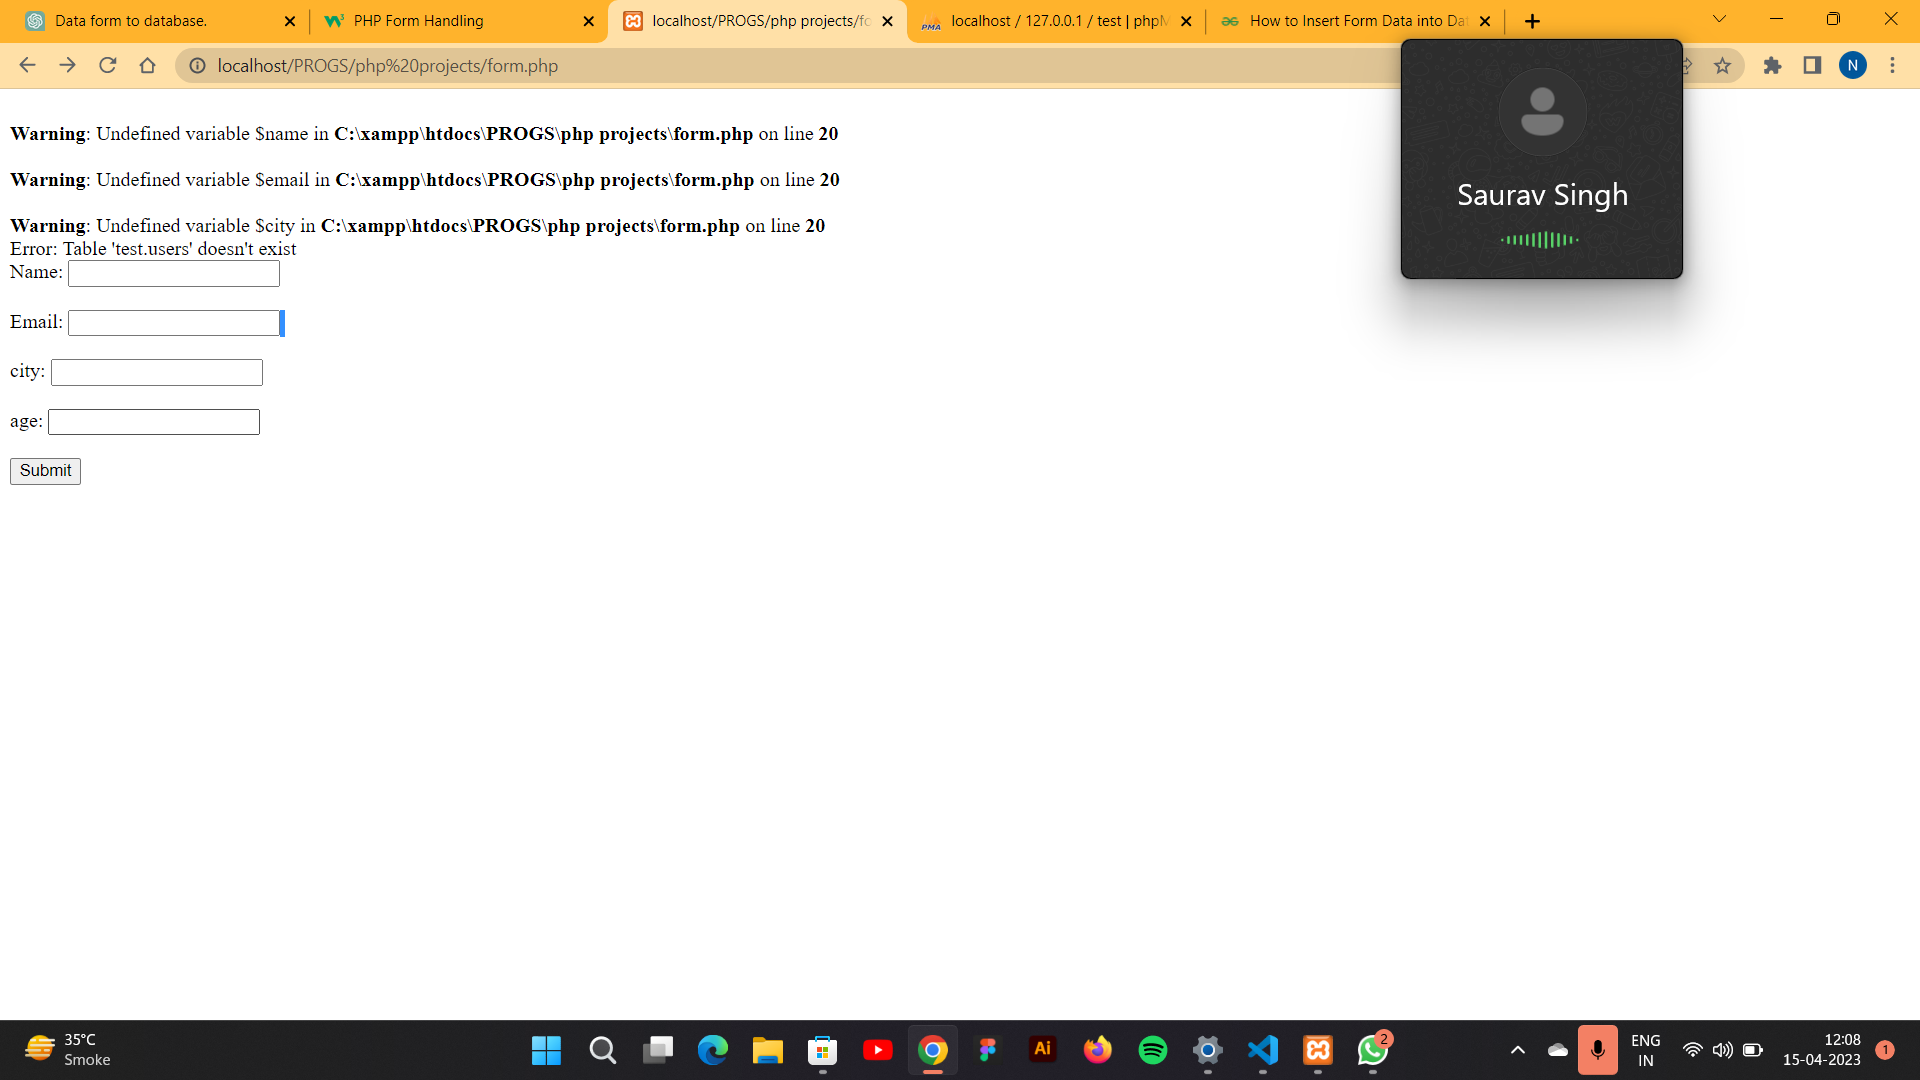 Data form to database.
PHP Form Handling
localhost/PROGS/php projects/fo
localhost / 127.0.0.1 / test | phpM
How to Insert Form Data into Dat
localhost/PROGS/php%20projects/form.php
N
Warning: Undefined variable $name in C:\xampp\htdocs\PROGS\php projects\form.php on line 20
Warning: Undefined variable $email in C:\xampp\htdocs\PROGS\php projects\form.php on line 20
Warning: Undefined variable $city in C:\xampp\htdocs\PROGS\php projects\form.php on line 20
Error: Table 'test.users' doesn't exist
Name:
Email:
city:
age:
Submit
Saurav Singh
35°C
Smoke
Ai
2
ENG
IN
12:08
15-04-2023
1